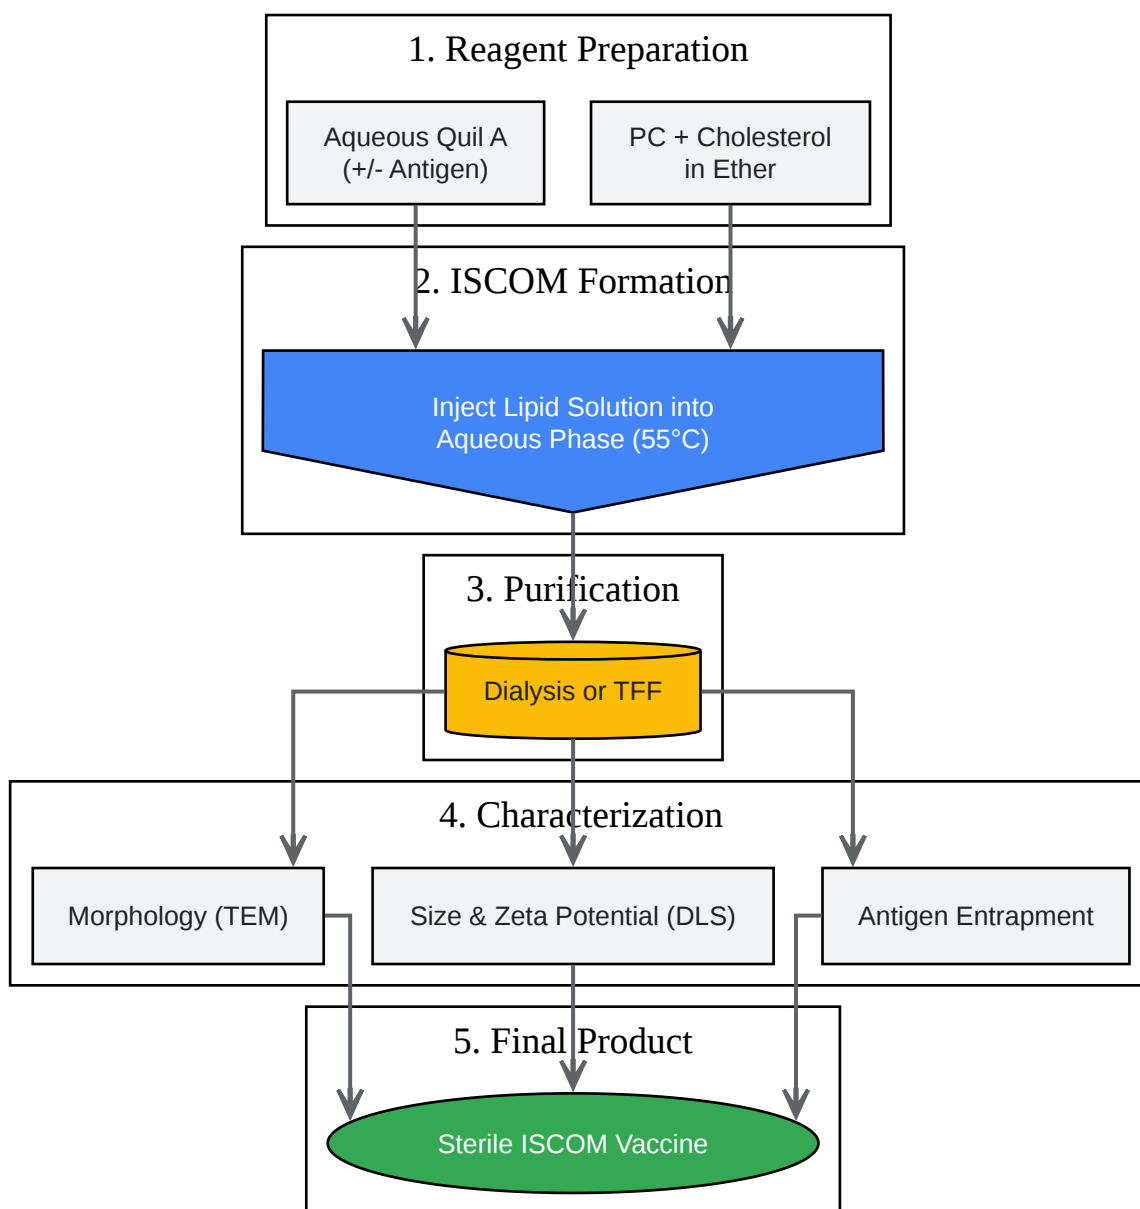 1. Reagent Preparation
Aqueous Quil A
(+/- Antigen)
PC + Cholesterol
in Ether
2. ISCOM Formation
Inject Lipid Solution into
Aqueous Phase (55°C)
3. Purification
Dialysis or TFF
4. Characterization
Morphology (TEM)
Size & Zeta Potential (DLS)
Antigen Entrapment
5. Final Product
Sterile ISCOM Vaccine